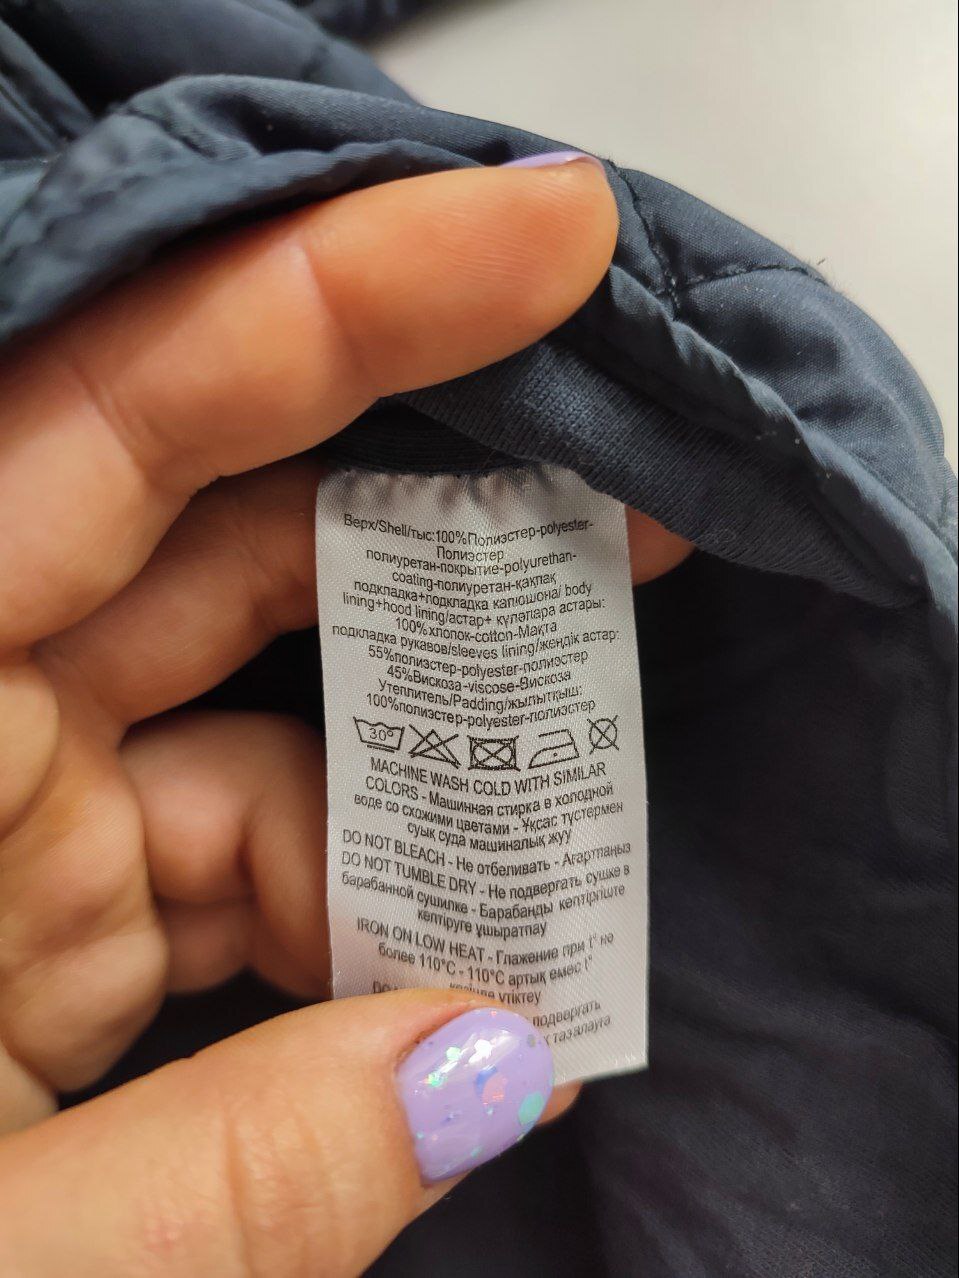 Верх/Shell/тыс:100%Полиэстер-polyester-
Полиэстер
полиуретан-покрытие-polyurethan-
coating-полиуретан-қақпақ
подкладка+подкладка капюшона/ body
lining+hood lining/астар+ күләпара астары:
100%хлопок-cotton-Мақта
подкладка рукавов/sleeves lining/жеңдік астар:
55%полиэстер-polyester-полиэстер
45%Вискоза-viscose-Вискоза
Утеплитель/Padding/жылытқыш:
100%полиэстер-polyester-полиэстер
30°
MACHINE WASH COLD WITH SIMILAR
COLORS - Машинная стирка в холодной
воде со схожими цветами - Ұқсас түстермен
суық суда машиналық жуу
DO NOT BLEACH - Не отбеливать - Ағартпаңыз
DO NOT TUMBLE DRY - Не подвергать сушке в
барабанной сушилке - Барабанды кептіргіште
кептіруге ұшыратпау
IRON ON LOW HEAT - Глажение при t° не
более 110°C - 110°C артық емес t°
үтіктеу
подвергать
тазалауға